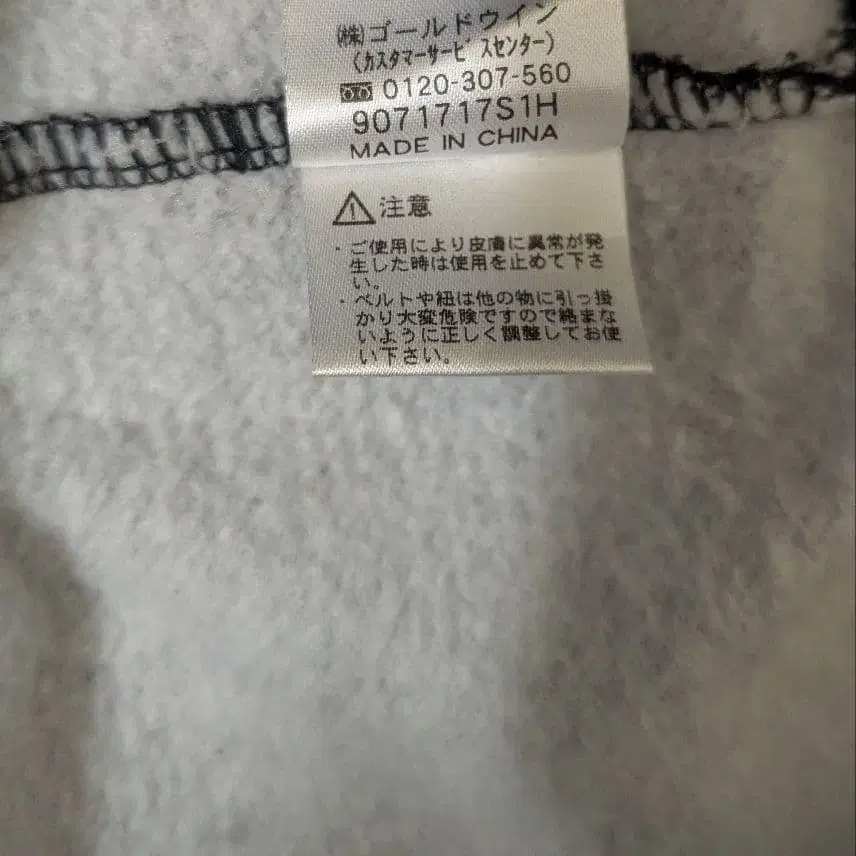 ㈱ゴールドウイン
(カスタマーサービスセンター)
0120-307-560
9071717S1H
MADE IN CHINA
注意
・ご使用により皮膚に異常が発
生した時は使用を止めて下さ
い。
・ベルトや紐は他の物に引っ掛
かり大変危険ですので絡まな
いように正しく調整してお使
い下さい。